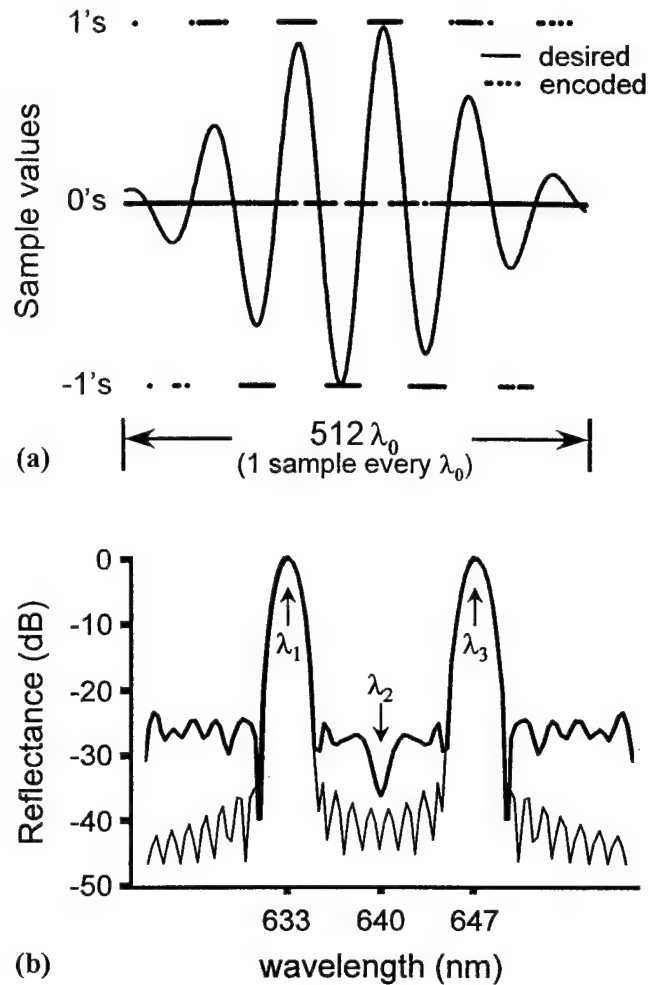 1's
desired
encoded
Sample values
0's
-1's
512 λ₀
(1 sample every λ₀)
(a)
0
-10
-20
-30
-40
-50
Reflectance (dB)
λ₁
λ₂
λ₃
633
640
647
wavelength (nm)
(b)